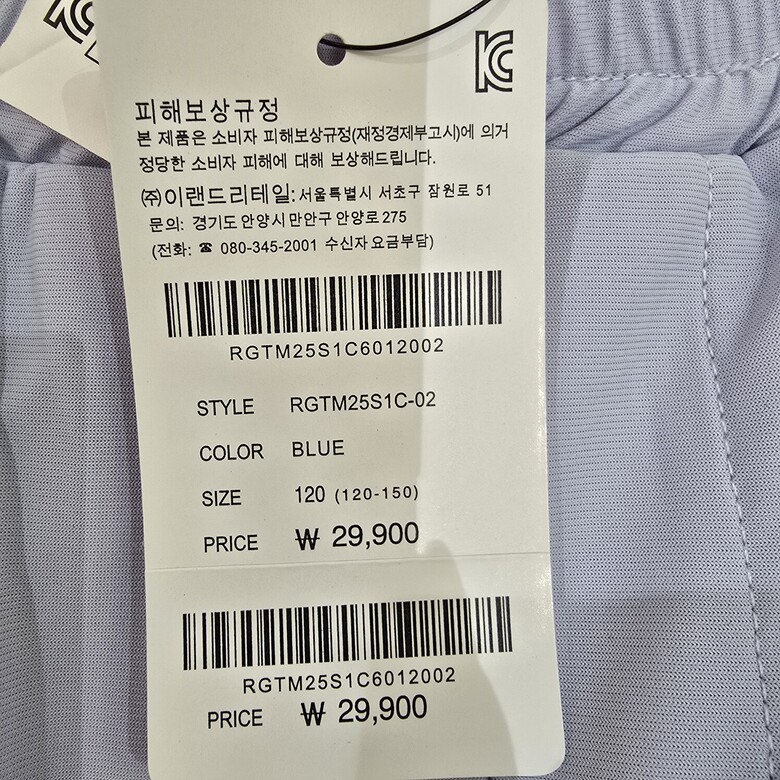 피해보상규정
본 제품은 소비자 피해보상규정(재정경제부고시)에 의거
정당한 소비자 피해에 대해 보상해드립니다.
(주)이랜드리테일: 서울특별시 서초구 잠원로 51
문의: 경기도 안양시 만안구 안양로 275
(전화: ☎ 080-345-2001 수신자 요금부담)
RGTM25S1C6012002
STYLE RGTM25S1C-02
COLOR BLUE
SIZE 120 (120-150)
PRICE ₩ 29,900
RGTM25S1C6012002
PRICE ₩ 29,900